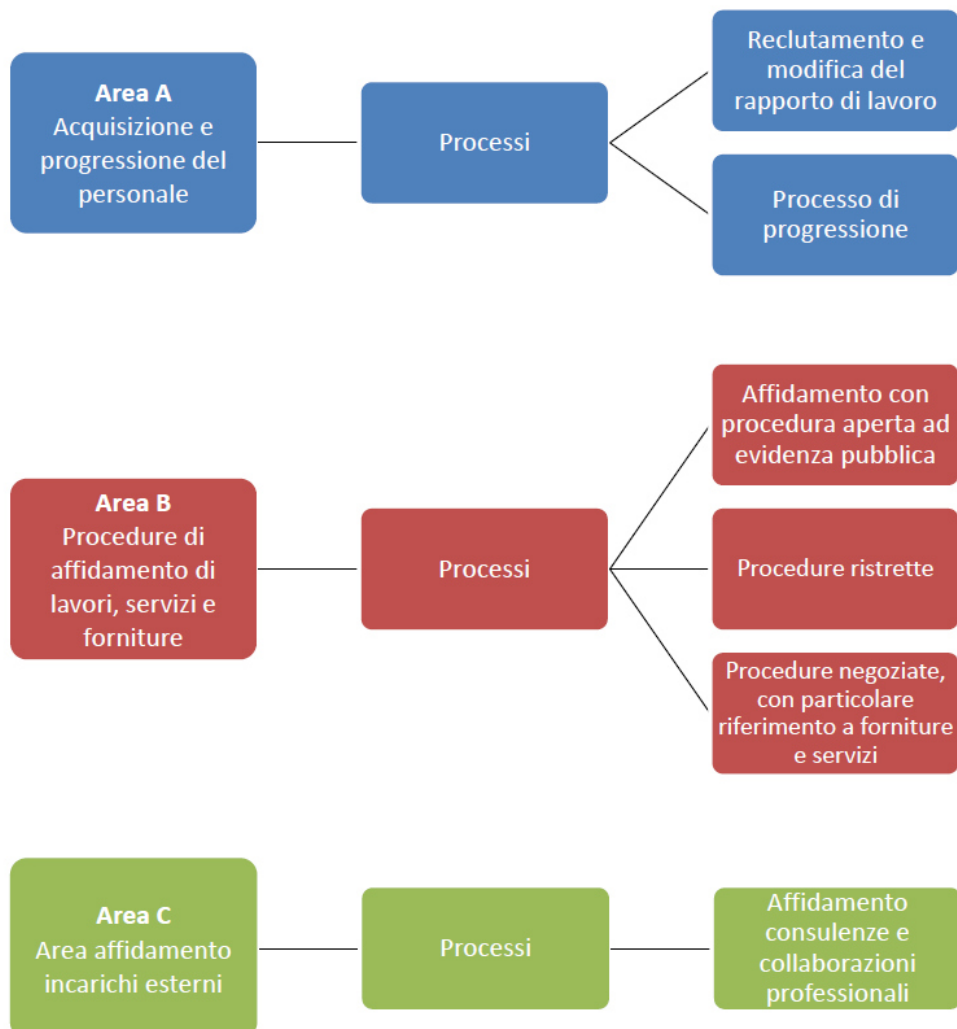 Area A
Acquisizione e
progressione del
personale
Processi
Reclutamento e
modifica del
rapporto di lavoro
Processo di
progressione
Area B
Procedure di
affidamento di
lavori, servizi e
forniture
Processi
Affidamento con
procedura aperta ad
evidenza pubblica
Procedure ristrette
Procedure negoziate,
con particolare
riferimento a forniture
e servizi
Area C
Area affidamento
incarichi esterni
Processi
Affidamento
consulenze e
collaborazioni
professionali